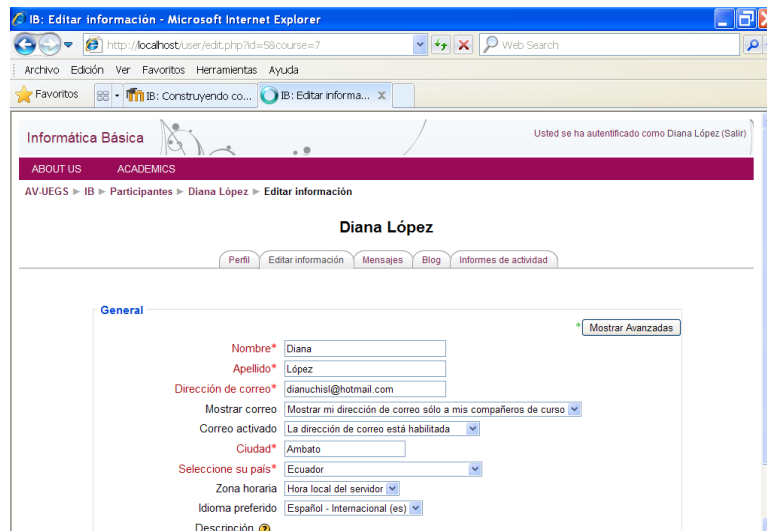 IB: Editar información - Microsoft Internet Explorer
http://localhost/user/edit.php?id=5&course=7
Web Search
Archivo Edición Ver Favoritos Herramientas Ayuda
Favoritos IB: Construyendo co... IB: Editar informa... X
Informática Básica Usted se ha autentificado como Diana López (Salir)
ABOUT US ACADEMICS
AV-UEGS ► IB ► Participantes ► Diana López ► Editar información
Diana López
Perfil Editar información Mensajes Blog Informes de actividad
General
* Mostrar Avanzadas
Nombre* Diana
Apellido* López
Dirección de correo* dianuchisl@hotmail.com
Mostrar correo Mostrar mi dirección de correo sólo a mis compañeros de curso
Correo activado La dirección de correo está habilitada
Ciudad* Ambato
Seleccione su país* Ecuador
Zona horaria Hora local del servidor
Idioma preferido Español - Internacional (es)
Descripción ?